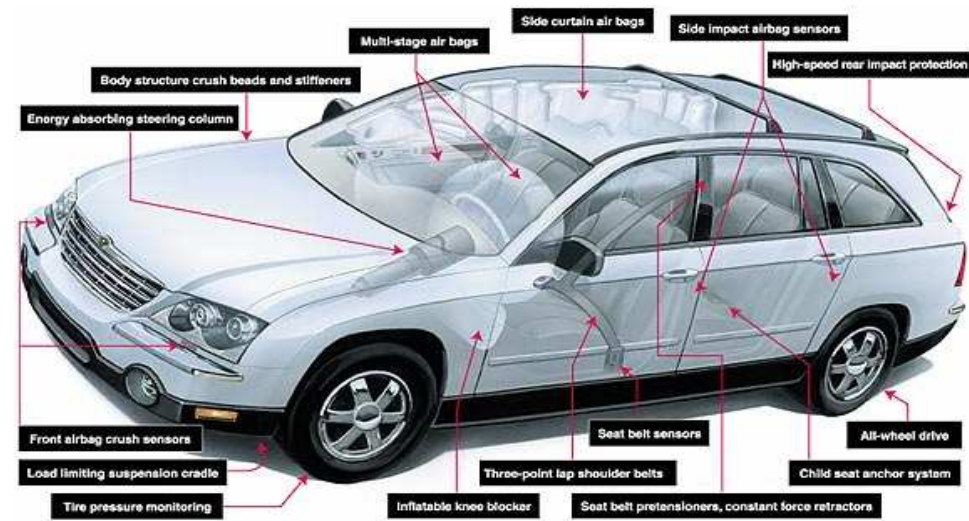 Side curtain air bags
Side impact airbag sensors
Multi-stage air bags
High-speed rear impact protection
Body structure crush beads and stiffeners
Energy absorbing steering column
Front airbag crush sensors
Seat belt sensors
All-wheel drive
Load limiting suspension cradle
Three-point lap shoulder belts
Child seat anchor system
Tire pressure monitoring
Inflatable knee blocker
Seat belt pretensioners, constant force retractors